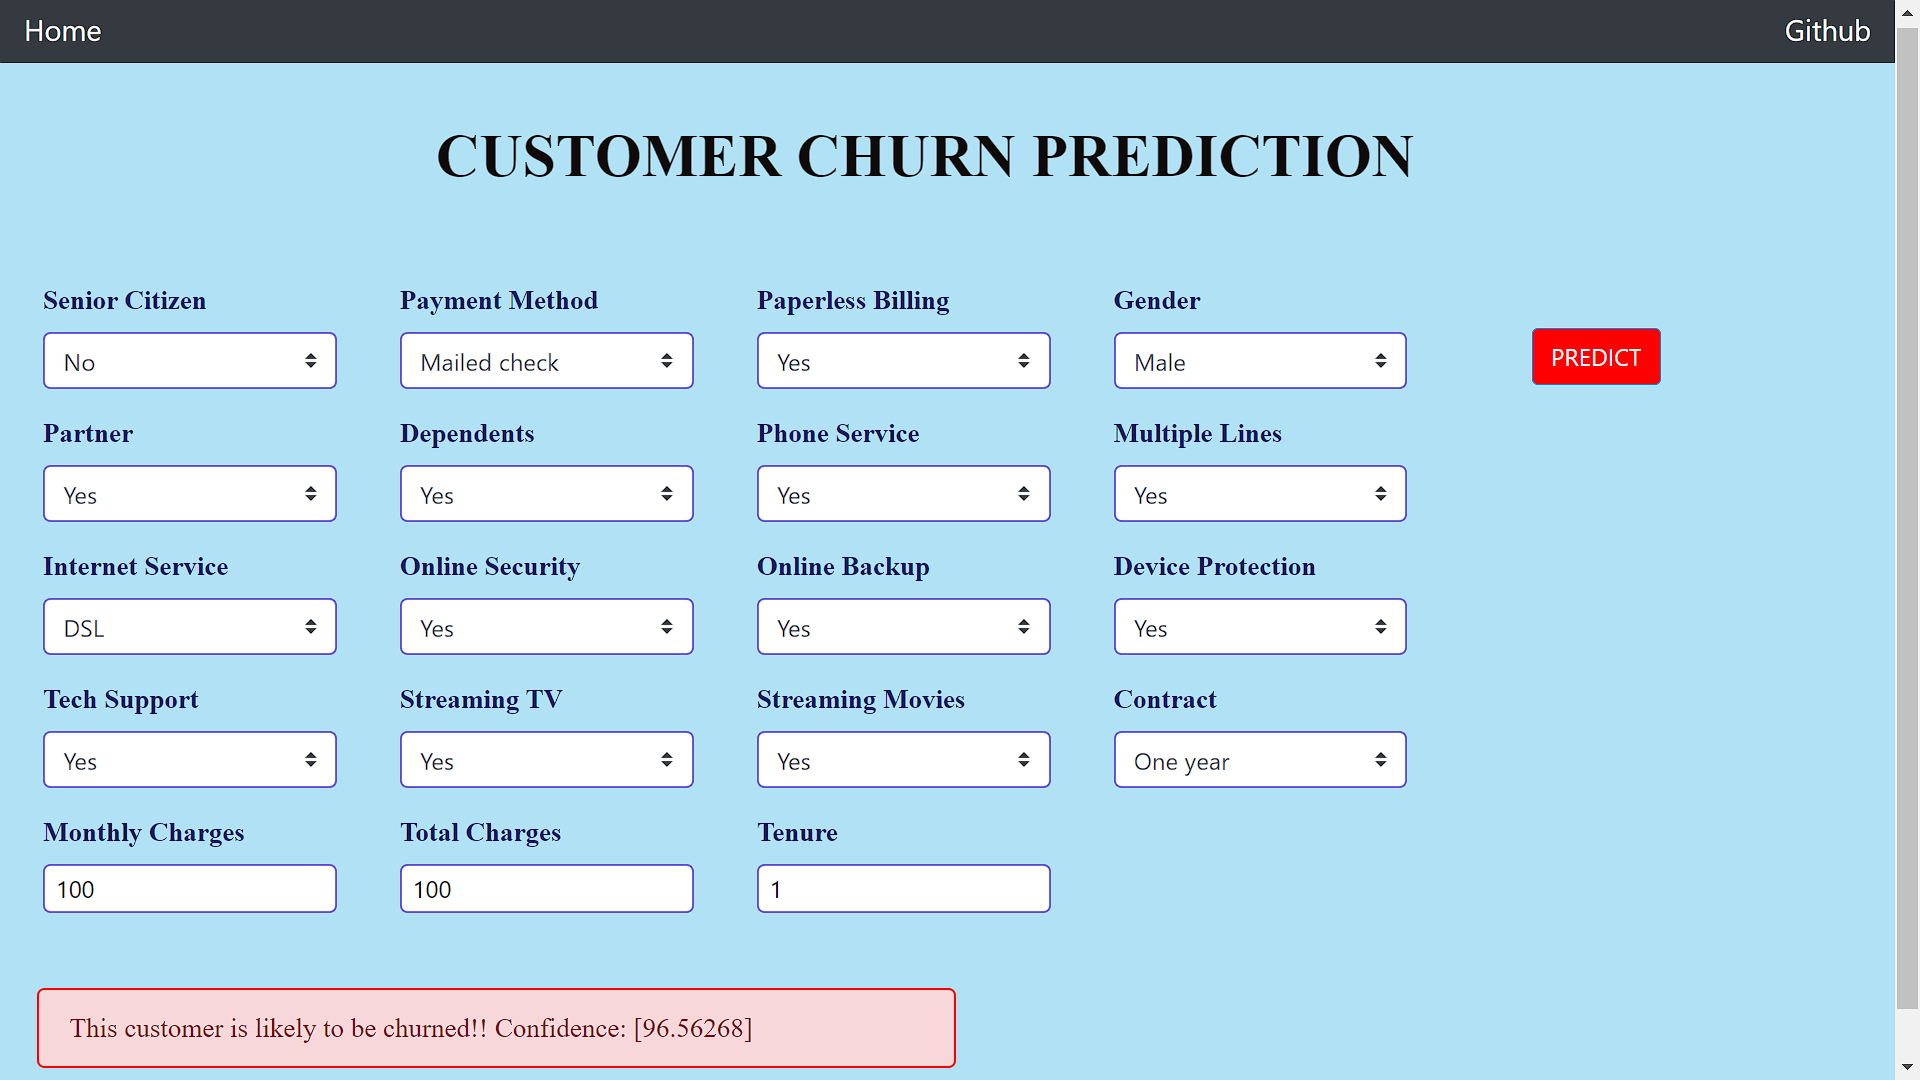 Home Github
CUSTOMER CHURN PREDICTION
Senior Citizen Payment Method Paperless Billing Gender
No Mailed check Yes Male PREDICT
Partner Dependents Phone Service Multiple Lines
Yes Yes Yes Yes
Internet Service Online Security Online Backup Device Protection
DSL Yes Yes Yes
Tech Support Streaming TV Streaming Movies Contract
Yes Yes Yes One year
Monthly Charges Total Charges Tenure
100 100 1
This customer is likely to be churned!! Confidence: [96.56268]